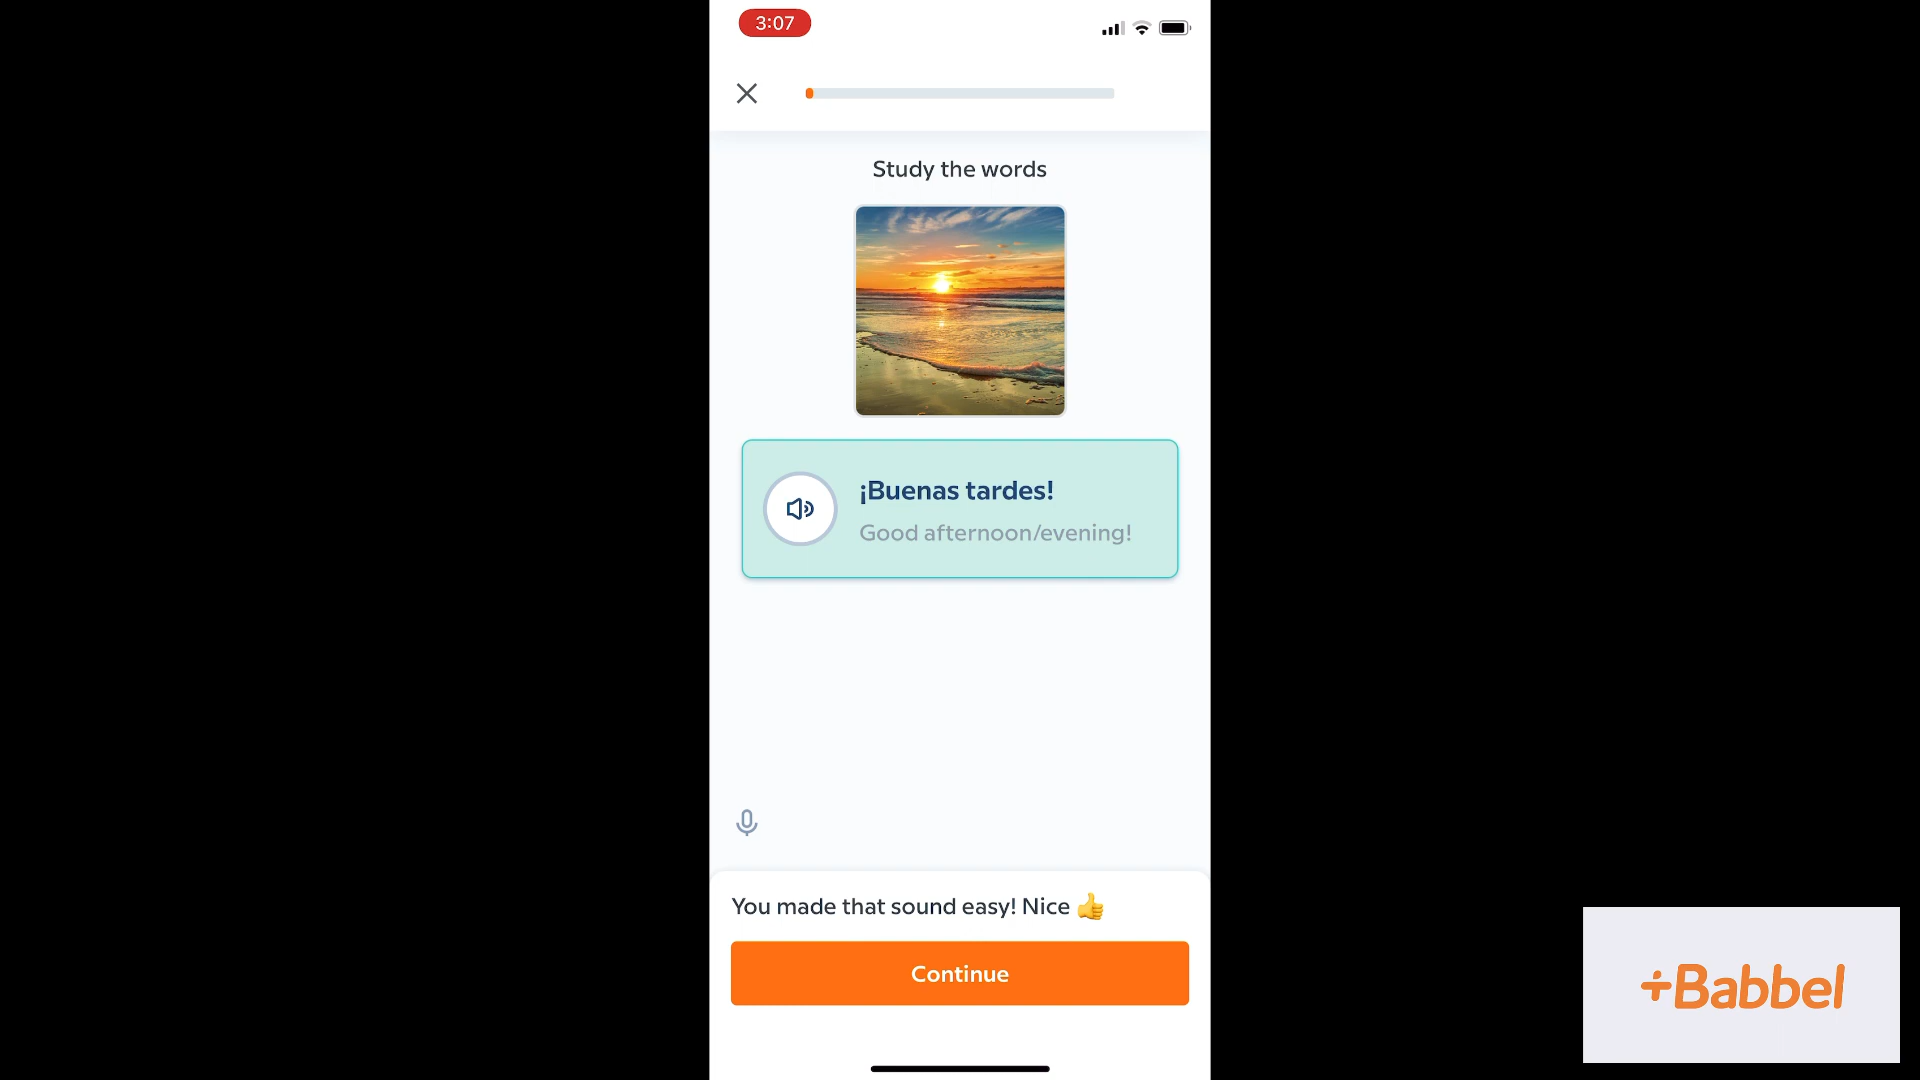 3:07
Study the words
¡Buenas tardes!
Good afternoon/evening!
You made that sound easy! Nice 👍
Continue
+Babbel